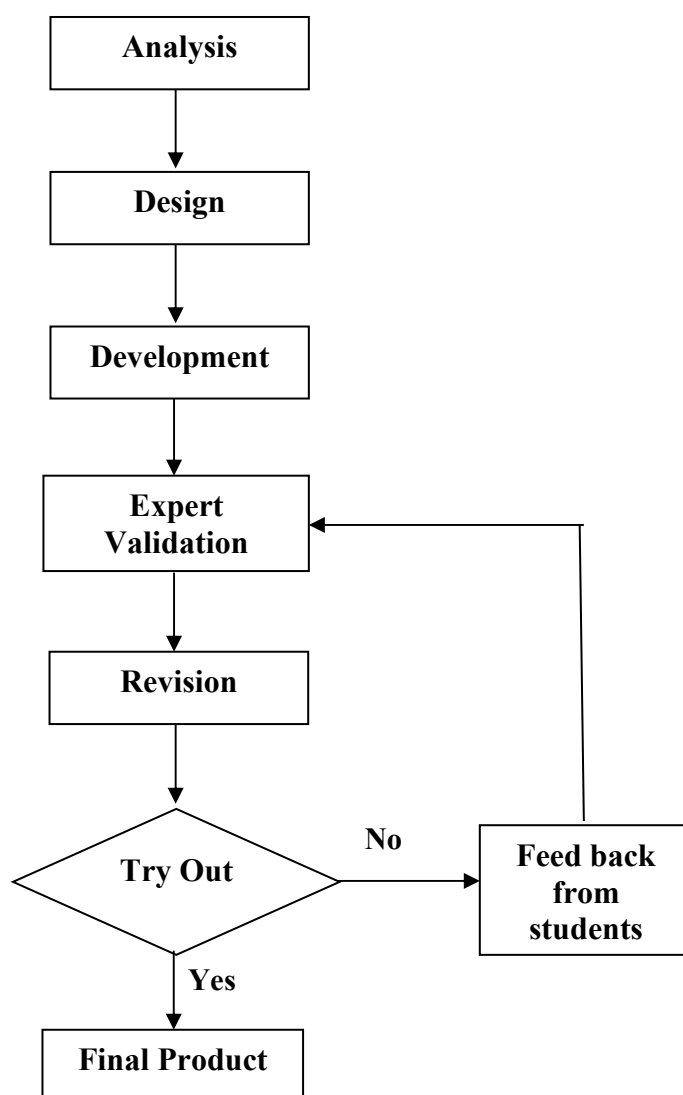 Analysis
Design
Development
Expert
Validation
Revision
Try Out
No
Feed back
from
students
Yes
Final Product